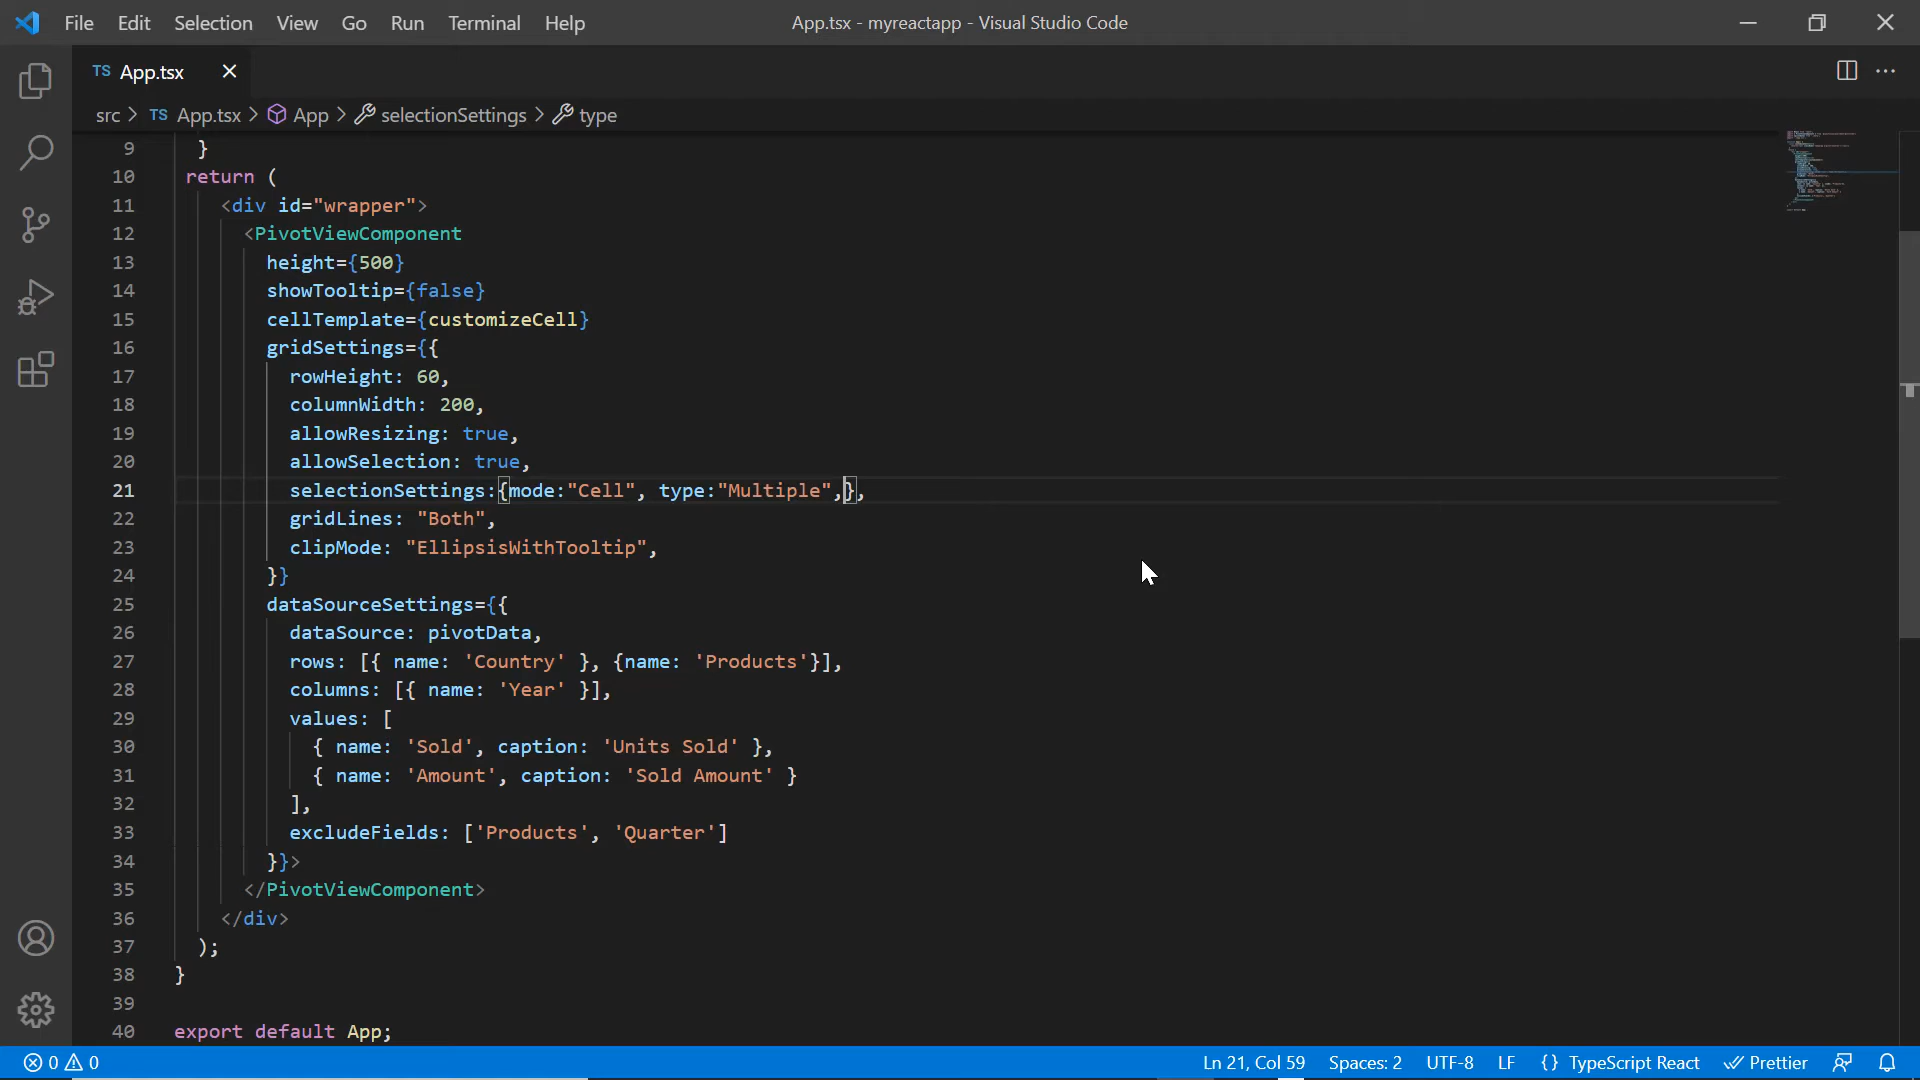 File Edit Selection View Go Run Terminal Help App.tsx - myreactapp - Visual Studio Code
TS App.tsx
src > TS App.tsx > App > selectionSettings > type
9 }
10 return (
11 <div id="wrapper">
12 <PivotViewComponent
13 height={500}
14 showTooltip={false}
15 cellTemplate={customizeCell}
16 gridSettings={{
17 rowHeight: 60,
18 columnWidth: 200,
19 allowResizing: true,
20 allowSelection: true,
21 selectionSettings:{mode:"Cell", type:"Multiple",},
22 gridLines: "Both",
23 clipMode: "EllipsisWithTooltip",
24 }}
25 dataSourceSettings={{
26 dataSource: pivotData,
27 rows: [{ name: 'Country' }, {name: 'Products'}],
28 columns: [{ name: 'Year' }],
29 values: [
30 { name: 'Sold', caption: 'Units Sold' },
31 { name: 'Amount', caption: 'Sold Amount' }
32 ],
33 excludeFields: ['Products', 'Quarter']
34 }}>
35 </PivotViewComponent>
36 </div>
37 );
38 }
39
40 export default App;
0 0 Ln 21, Col 59 Spaces: 2 UTF-8 LF {} TypeScript React Prettier